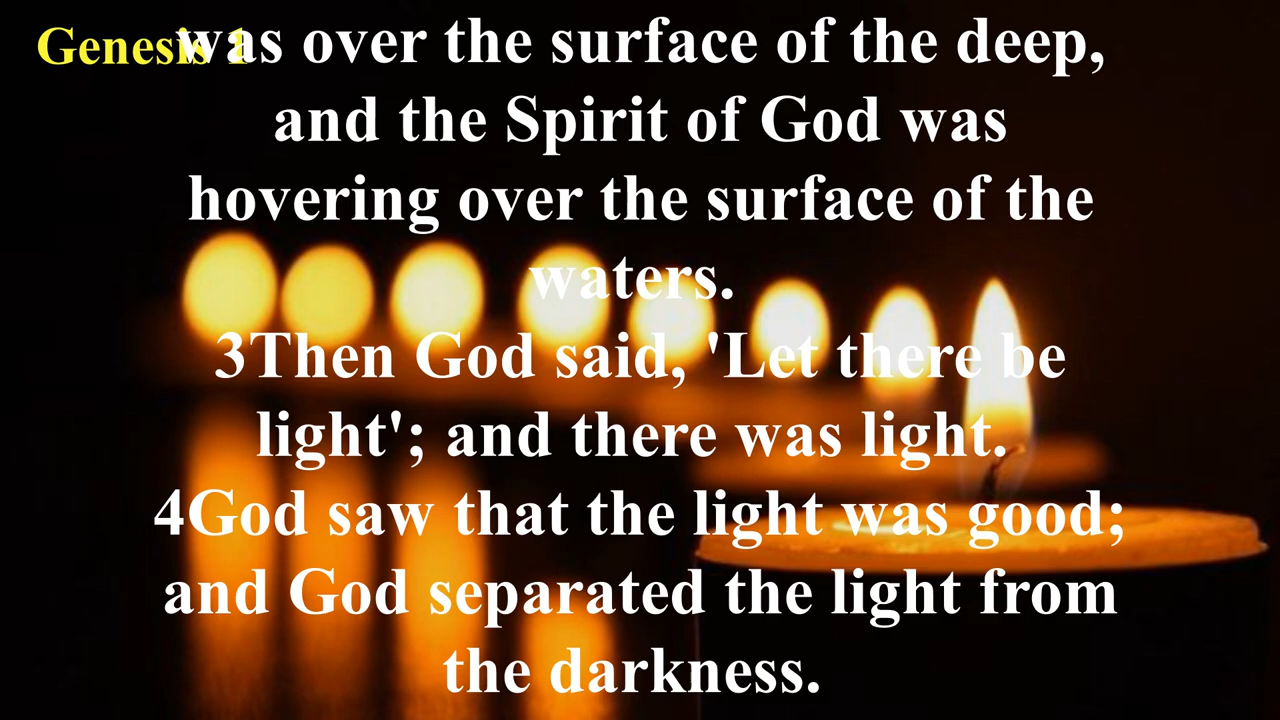 Genesis 1
was over the surface of the deep,
and the Spirit of God was
hovering over the surface of the
waters.
3Then God said, 'Let there be
light'; and there was light.
4God saw that the light was good;
and God separated the light from
the darkness.